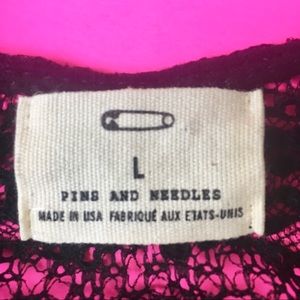 L
PINS AND NEEDLES
MADE IN USA FABRIQUÉ AUX ETATS-UNIS